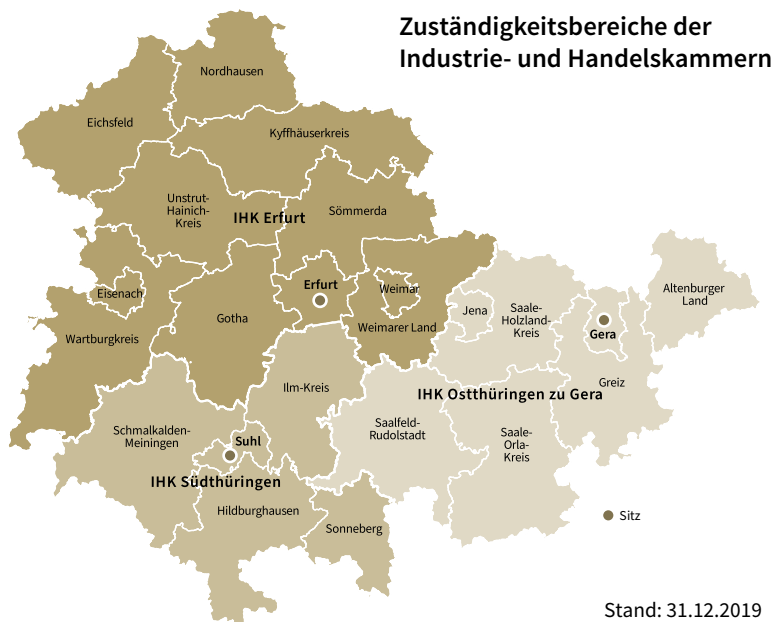 Zuständigkeitsbereiche der
Industrie- und Handelskammern
Nordhausen
Eichsfeld
Kyffhäuserkreis
Unstrut-
Hainich-
Kreis
IHK Erfurt
Sömmerda
Eisenach
Erfurt
Weimar
Gotha
Weimarer Land
Wartburgkreis
Jena
Saale-
Holzland-
Kreis
Gera
Altenburger
Land
Greiz
Ilm-Kreis
IHK Ostthüringen zu Gera
Schmalkalden-
Meiningen
Suhl
Saalfeld-
Rudolstadt
Saale-
Orla-
Kreis
IHK Südthüringen
Hildburghausen
Sonneberg
Sitz
Stand: 31.12.2019